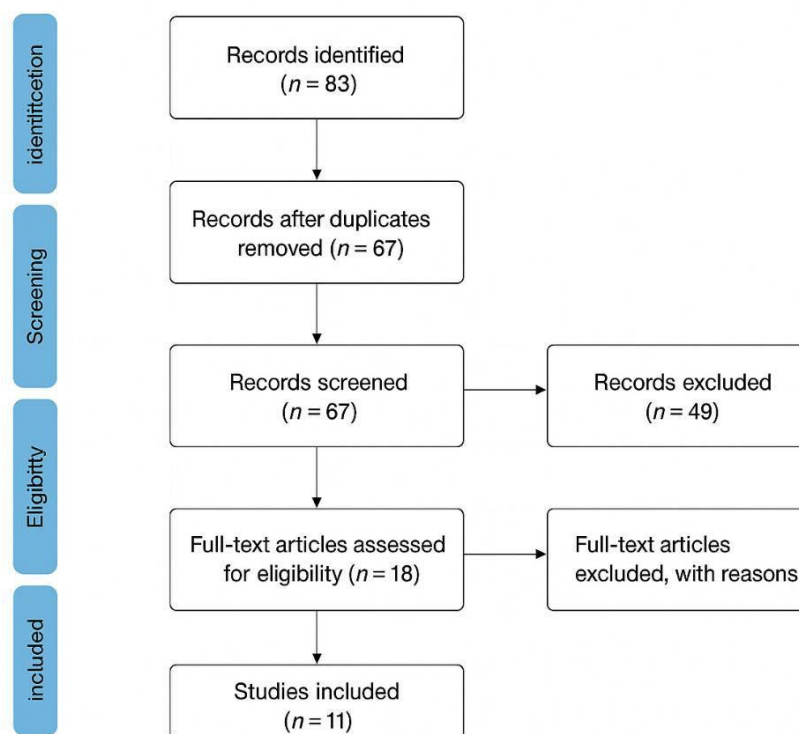 identifitcetion
Records identified
(n = 83)
Records after duplicates
removed (n = 67)
Screening
Records screened
(n = 67)
Records excluded
(n = 49)
Eligibitty
Full-text articles assessed
for eligibility (n = 18)
Full-text articles
excluded, with reasons
included
Studies included
(n = 11)